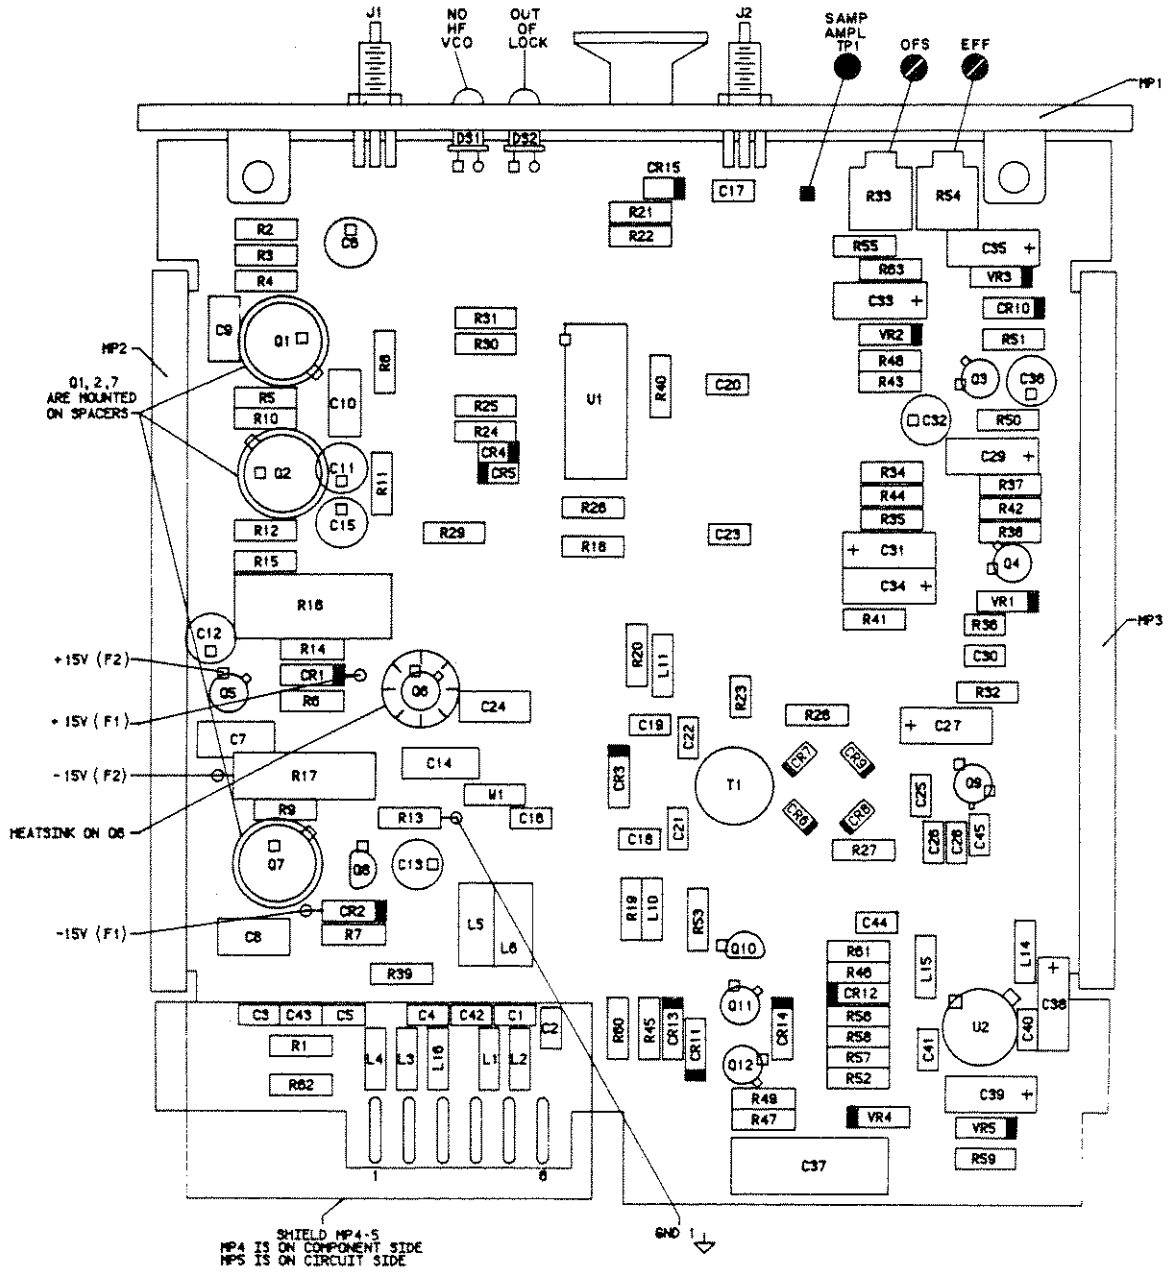 J1
NO
HF
VCO
OUT
OF
LOCK
J2
SAMP
AMPL
TP1
OFS
EFF
MP1
DS1
DS2
CR15
C17
R33
R54
R21
R22
R2
R3
R4
C6
R55
R63
C35 +
VR3
C33 +
CR10
C9
Q1
R31
R30
R8
VR2
R51
MP2
Q1,2,7
ARE MOUNTED
ON SPACERS
R48
R43
Q3
C36
R5
R10
C10
R25
R24
U1
R40
C20
C32
R50
CR4
CR5
C29 +
Q2
C11
R11
R34
R44
R35
R37
R42
R38
C15
R12
R15
R29
R26
R18
C23
+ C31
C34 +
Q4
R16
VR1
R41
R36
MP3
C12
R14
R20
L11
C30
+15V (F2)
CR1
Q5
R6
Q6
C24
R23
R32
+15V (F1)
R28
C19
C22
+ C27
C7
-15V (F2)
R17
C14
CR3
T1
CR7
CR9
Q9
C25
W1
HEATSINK ON Q6
R9
R13
C16
C21
C18
CR6
CR8
R27
C26
C28
C45
Q7
Q8
C13
-15V (F1)
CR2
C8
R7
L5
L6
R19
L10
R53
C44
Q10
R61
R46
CR12
R56
R58
R57
R52
L15
L14
C38
+
R39
C3
C43
C5
C4
C42
C1
C2
R60
R45
CR13
CR11
Q11
CR14
U2
C40
C41
R1
L4
L3
L16
L1
L2
Q12
R62
R49
R47
VR4
C39 +
VR5
R59
C37
1
6
SHIELD MP4-5
MP4 IS ON COMPONENT SIDE
MP5 IS ON CIRCUIT SIDE
GND 1